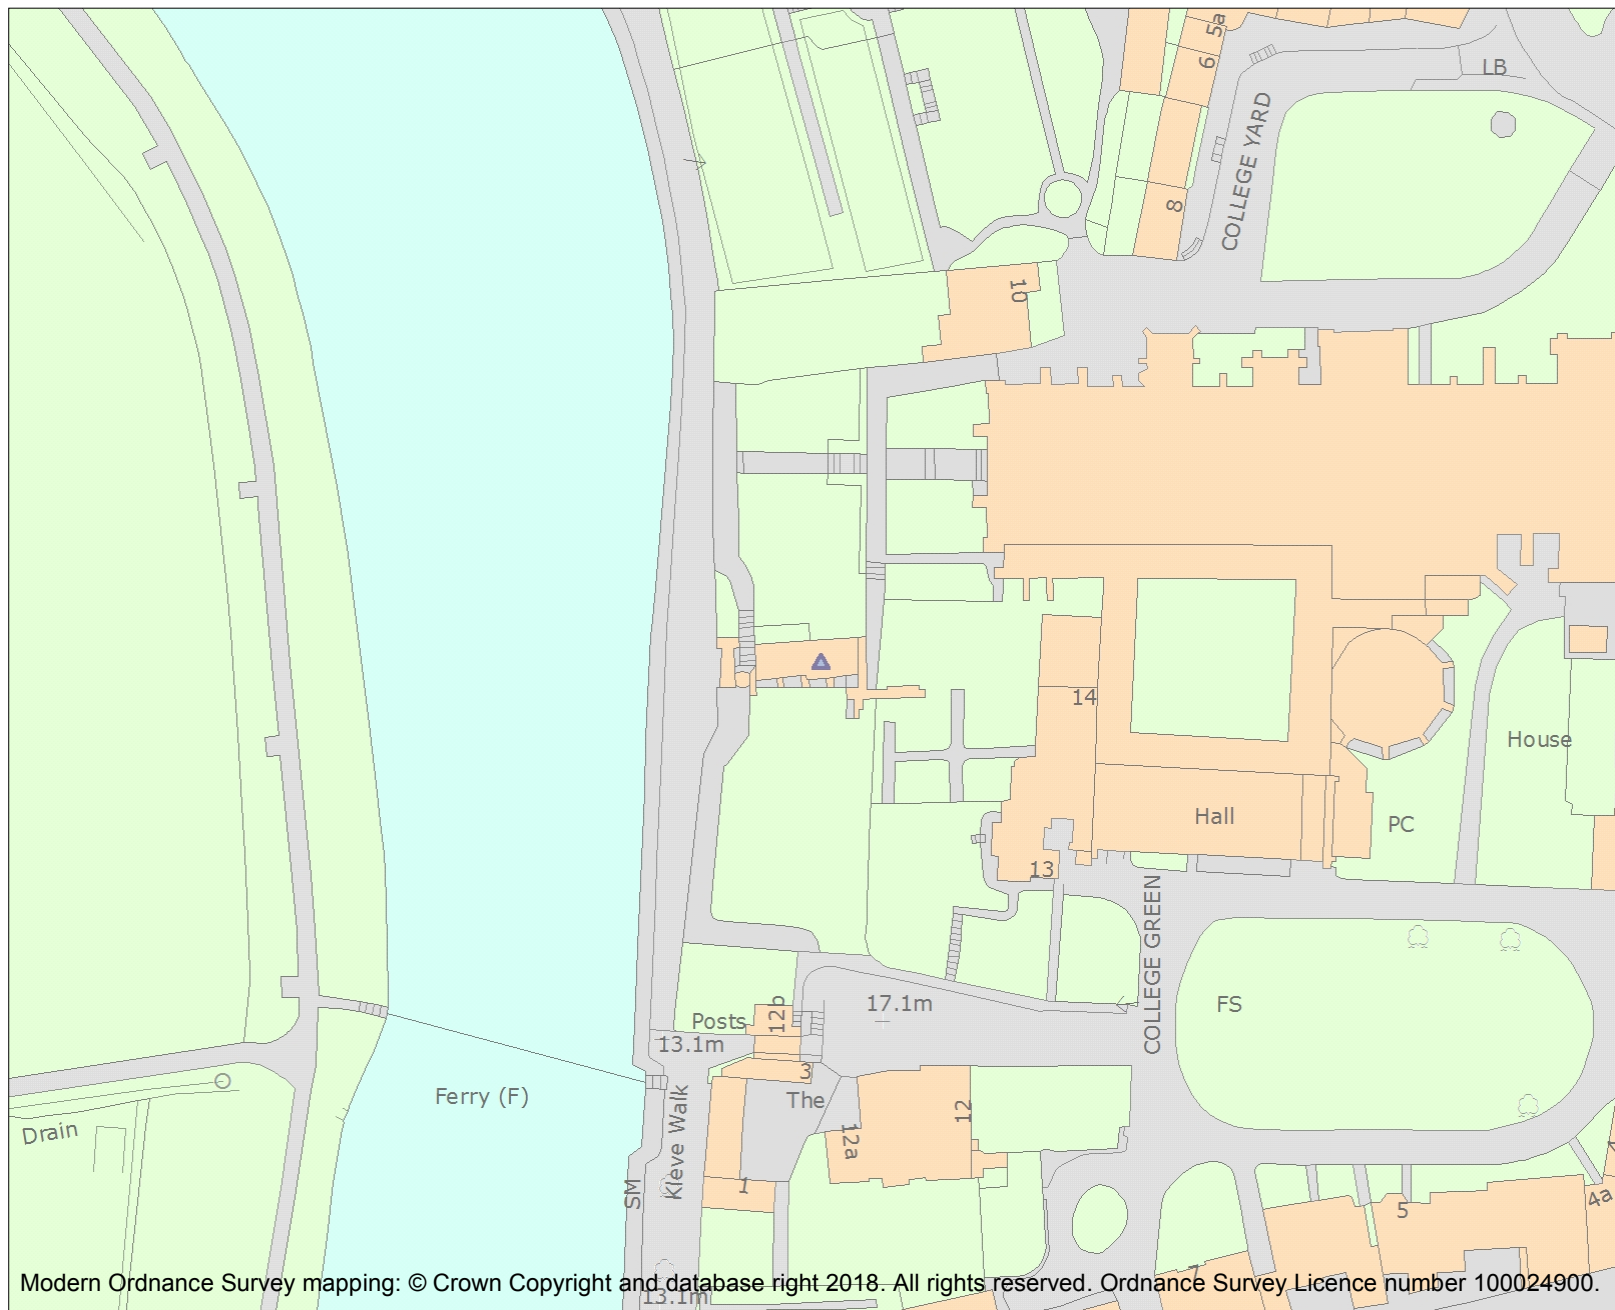 5a
6
LB
COLLEGE YARD
8
10
14
House
Hall
PC
13
COLLEGE GREEN
17.1m
FS
12b
Posts
13.1m
3
Ferry (F)
Kleve Walk
The
12
12a
Drain
SM
1
5
4a
7
13.1m
Modern Ordnance Survey mapping: © Crown Copyright and database right 2018. All rights reserved. Ordnance Survey Licence number 100024900.